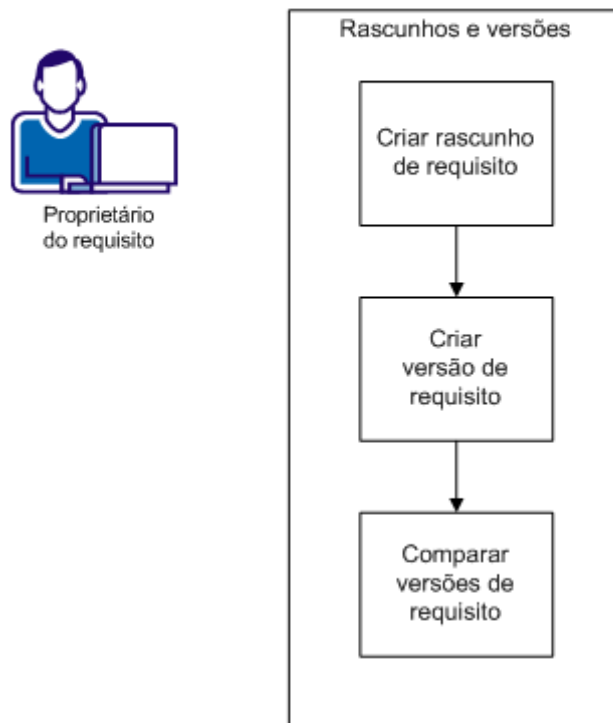 Rascunhos e versões
Proprietário
do requisito
Criar rascunho
de requisito
Criar
versão de
requisito
Comparar
versões de
requisito